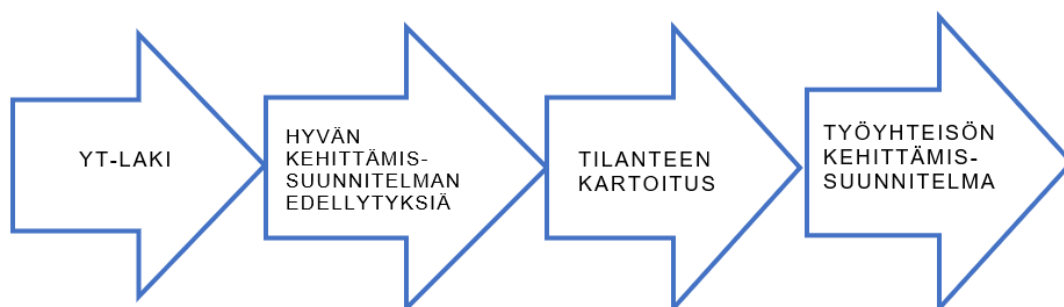 YT-LAKI
HYVÄN
KEHITTÄMIS-
SUUNNITELMAN
EDELLYTYKSIÄ
TILANTEEN
KARTOITUS
TYÖYHTEISÖN
KEHITTÄMIS-
SUUNNITELMA